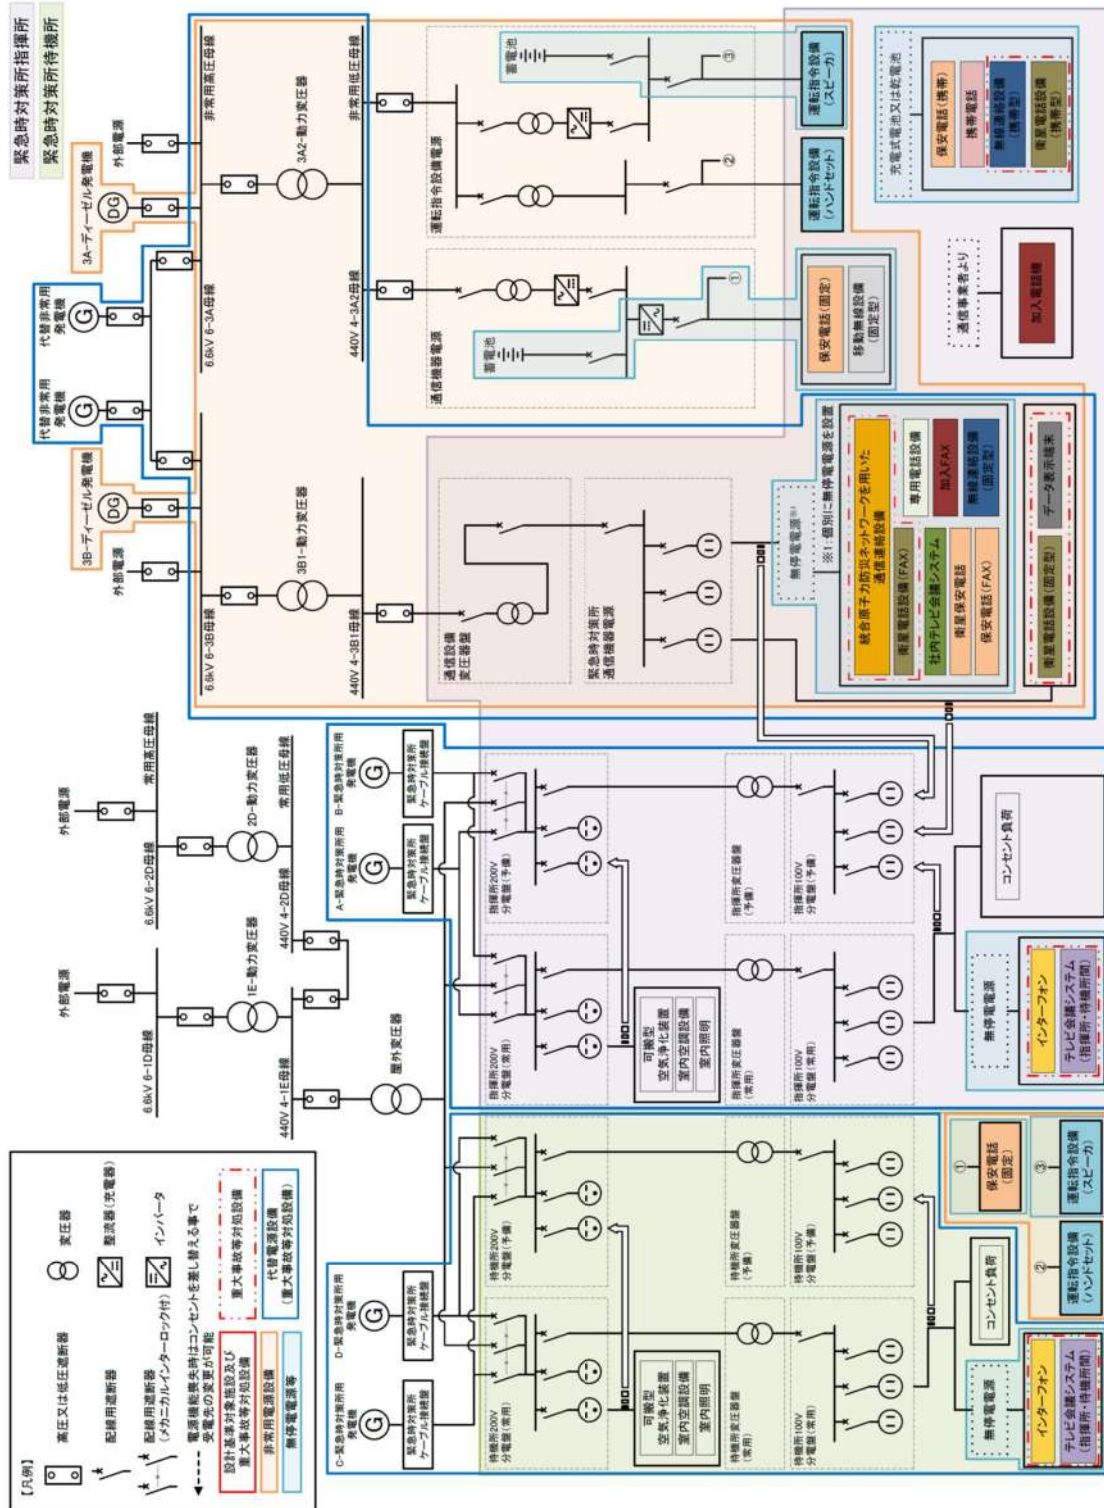 緊急時対策所指揮所
緊急時対策所待機所
【凡例】
高圧又は低圧遮断器
配線用遮断器
配線用遮断器
(メカニカルインターロック付)
電源機能喪失時はコンセントを差し替える事で
受電先の変更が可能
変圧器
整流器(充電器)
インバータ
設計基準対象施設及び
重大事故等対処設備
重大事故等対処設備
非常用電源設備
代替電源設備
(重大事故等対処設備)
無停電電源等
外部電源
6.6kV 6-1D母線
1E-動力変圧器
440V 4-1E母線
屋外変圧器
外部電源
常用高圧母線
6.6kV 6-2D母線
2D-動力変圧器
常用低圧母線
440V 4-2D母線
外部電源
3B-ディーゼル発電機
DG
代替非常用
発電機
G
代替非常用
発電機
G
3A-ディーゼル発電機
DG
外部電源
6.6kV 6-3B母線
3B1-動力変圧器
440V 4-3B1母線
6.6kV 6-3A母線
非常用高圧母線
3A2-動力変圧器
440V 4-3A2母線
非常用低圧母線
C-緊急時対策所用
発電機
G
緊急時対策所
ケーブル接続盤
D-緊急時対策所用
発電機
G
緊急時対策所
ケーブル接続盤
A-緊急時対策所用
発電機
G
緊急時対策所
ケーブル接続盤
B-緊急時対策所用
発電機
G
緊急時対策所
ケーブル接続盤
待機所200V
分電盤(常用)
待機所200V
分電盤(予備)
指揮所200V
分電盤(常用)
指揮所200V
分電盤(予備)
可搬型
空気浄化装置
室内空調設備
室内照明
可搬型
空気浄化装置
室内空調設備
室内照明
待機所変圧器盤
(常用)
待機所変圧器盤
(予備)
指揮所変圧器盤
(常用)
指揮所変圧器盤
(予備)
待機所100V
分電盤(常用)
待機所100V
分電盤(予備)
指揮所100V
分電盤(常用)
指揮所100V
分電盤(予備)
無停電電源
インターフォン
テレビ会議システム
(指揮所・待機所間)
コンセント負荷
①
保安電話
(固定)
②
運転指令設備
(ハンドセット)
③
運転指令設備
(スピーカ)
無停電電源
インターフォン
テレビ会議システム
(指揮所・待機所間)
コンセント負荷
通信設備
変圧器盤
緊急時対策所
通信機器電源
無停電電源※1
※1:個別に無停電電源を設置
統合原子力防災ネットワークを用いた
通信連絡設備
衛星電話設備(FAX)
専用電話設備
社内テレビ会議システム
加入FAX
衛星保安電話
無線連絡設備
(固定型)
保安電話(FAX)
衛星電話設備(固定型)
データ表示端末
通信機器電源
蓄電池
①
保安電話(固定)
移動無線設備
(固定型)
運転指令設備電源
②
運転指令設備
(ハンドセット)
蓄電池
③
運転指令設備
(スピーカ)
通信事業者より
加入電話機
充電式電池又は乾電池
保安電話(携帯)
携帯電話
無線連絡設備
(携帯型)
衛星電話設備
(携帯型)